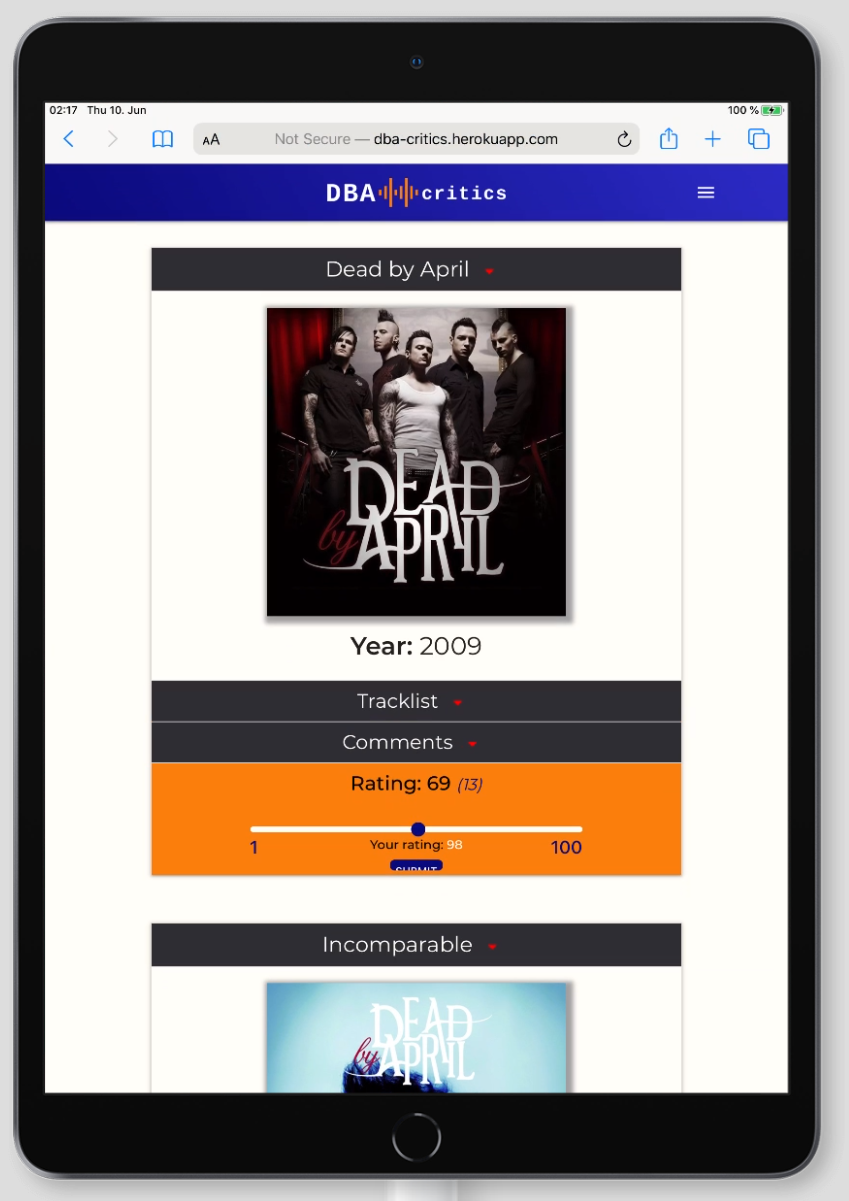 02:17 Thu 10. Jun
100 %
AA
Not Secure — dba-critics.herokuapp.com
DBA critics
Dead by April
DEAD
by APRIL
Year: 2009
Tracklist
Comments
Rating: 69 (13)
1
Your rating: 98
100
SUBMIT
Incomparable
DEAD
by APRIL